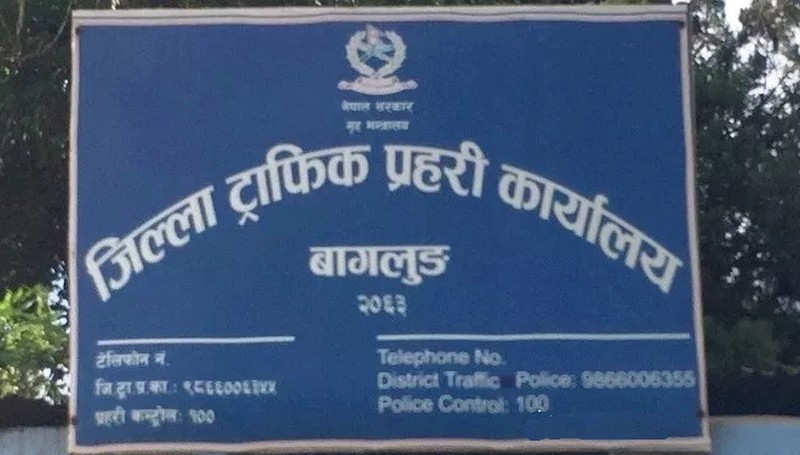 नेपाल सरकार
गृह मन्त्रालय
जिल्ला ट्राफिक प्रहरी कार्यालय
बागलुङ
२०६३
टेलिफोन नं.
जि.ट्रा.प्र.का.: ९८६६००६३५५
प्रहरी कन्ट्रोल: १००
Telephone No.
District Traffic Police: 9866006355
Police Control: 100